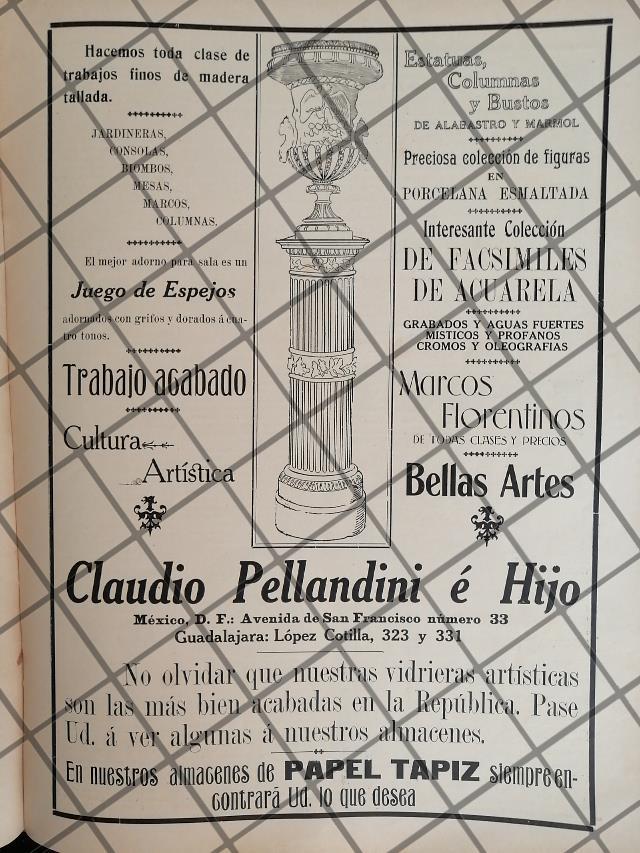 Hacemos toda clase de
trabajos finos de madera
tallada.
JARDINERAS,
CONSOLAS,
BIOMBOS,
MESAS,
MARCOS,
COLUMNAS.
El mejor adorno para sala es un
Juego de Espejos
adornados con grifos y dorados á cua-
tro tonos.
Trabajo acabado
Cultura
Artística
Estatuas,
Columnas
y Bustos
DE ALABASTRO Y MARMOL
Preciosa colección de figuras
EN
PORCELANA ESMALTADA
Interesante Colección
DE FACSIMILES
DE ACUARELA
GRABADOS Y AGUAS FUERTES
MISTICOS Y PROFANOS
CROMOS Y OLEOGRAFIAS
Marcos
Florentinos
DE TODAS CLASES Y PRECIOS
Bellas Artes
Claudio Pellandini é Hijo
México, D. F.: Avenida de San Francisco número 33
Guadalajara: López Cotilla, 323 y 331
No olvidar que nuestras vidrieras artísticas
son las más bien acabadas en la República. Pase
Ud. á ver algunas á nuestros almacenes.
En nuestros almacenes de PAPEL TAPIZ siempre en-
contrará Ud. lo que desea